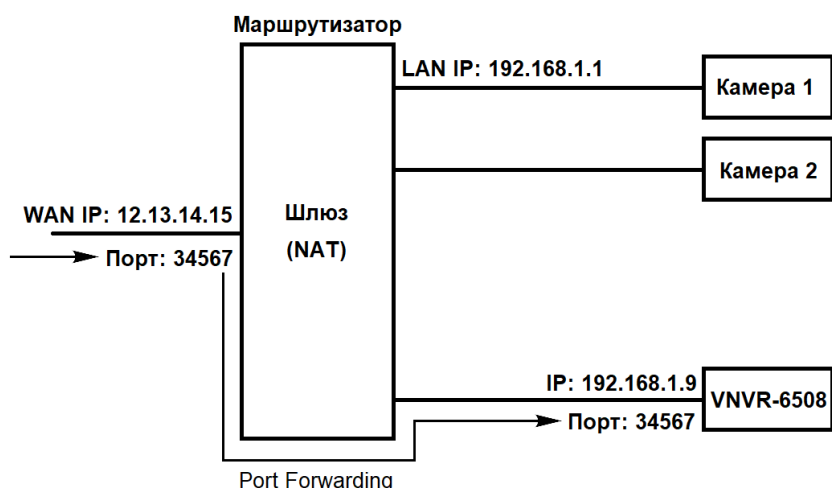 Маршрутизатор
LAN IP: 192.168.1.1
Камера 1
Камера 2
WAN IP: 12.13.14.15
Порт: 34567
Шлюз
(NAT)
IP: 192.168.1.9
VNVR-6508
Порт: 34567
Port Forwarding